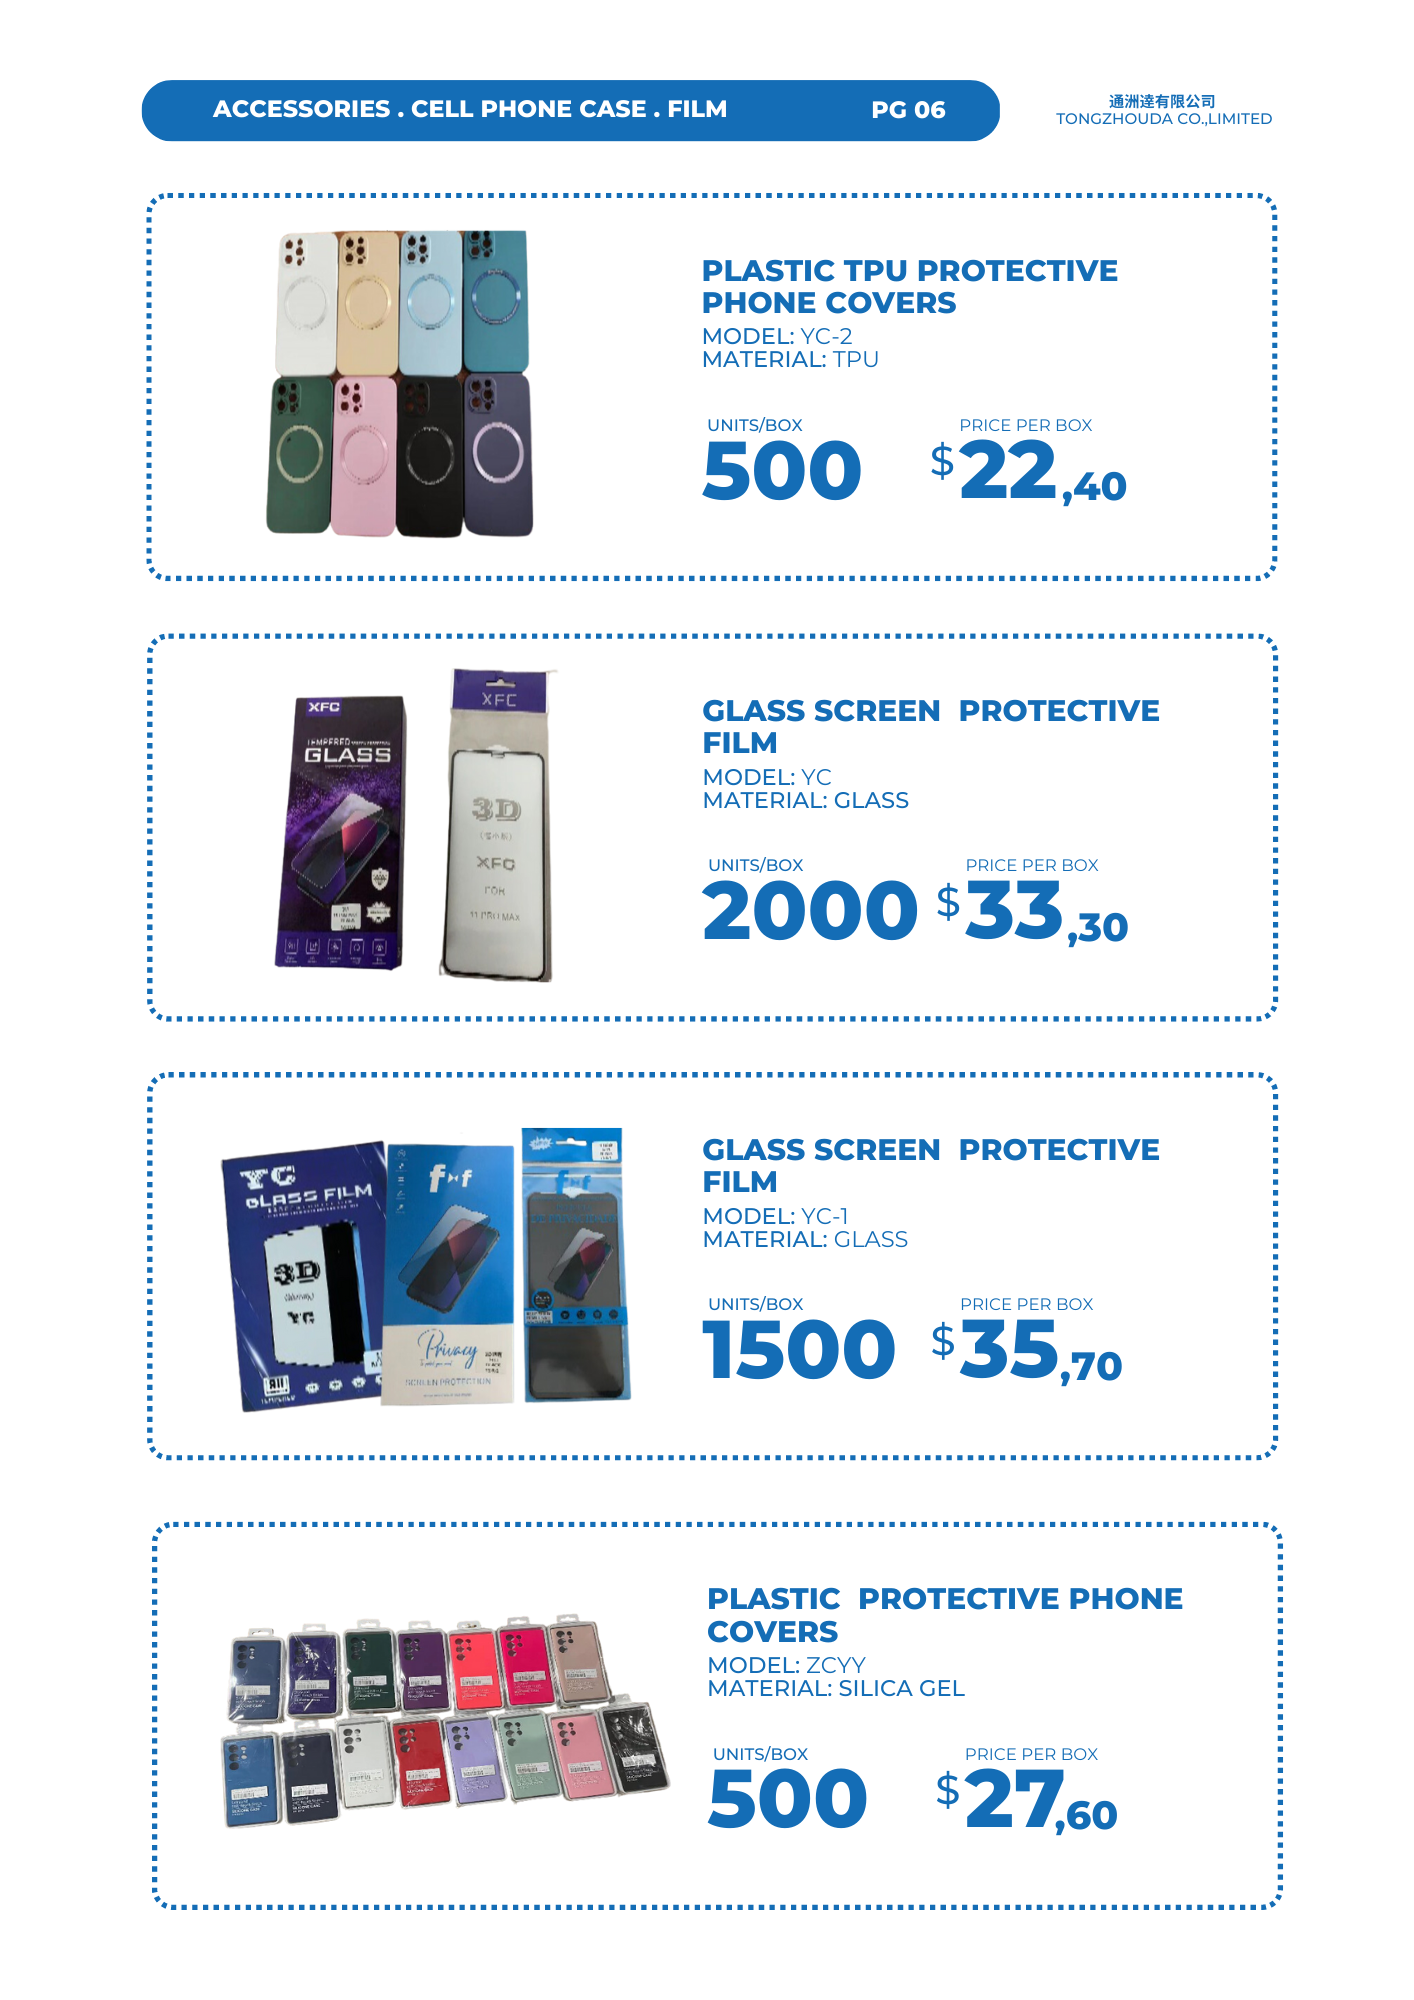 ACCESSORIES . CELL PHONE CASE . FILM
PG 06
通洲達有限公司
TONGZHOUDA CO.,LIMITED
PLASTIC TPU PROTECTIVE
PHONE COVERS
MODEL: YC-2
MATERIAL: TPU
UNITS/BOX
PRICE PER BOX
500
$22,40
XFC
TEMPERED
GLASS
XFC
3D
XFC
FOR
11 PRO MAX
GLASS SCREEN  PROTECTIVE
FILM
MODEL: YC
MATERIAL: GLASS
UNITS/BOX
PRICE PER BOX
2000
$33,30
YC
GLASS FILM
3D
YC
f f
Privacy
SCREEN PROTECTION
f f
GLASS SCREEN  PROTECTIVE
FILM
MODEL: YC-1
MATERIAL: GLASS
UNITS/BOX
PRICE PER BOX
1500
$35,70
PLASTIC  PROTECTIVE PHONE
COVERS
MODEL: ZCYY
MATERIAL: SILICA GEL
UNITS/BOX
PRICE PER BOX
500
$27,60